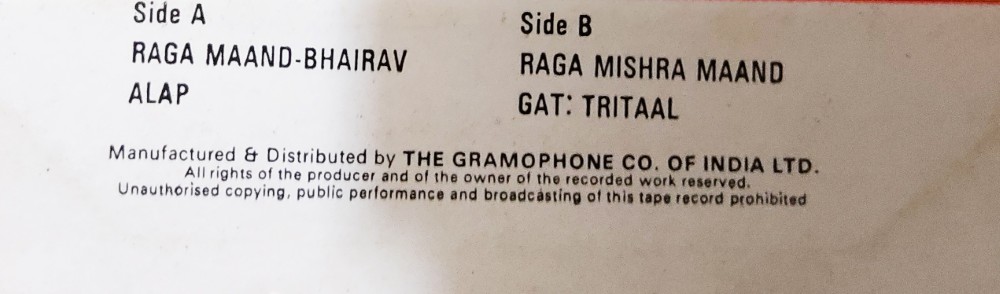 Side A
RAGA MAAND-BHAIRAV
ALAP
Side B
RAGA MISHRA MAAND
GAT: TRITAAL
Manufactured & Distributed by THE GRAMOPHONE CO. OF INDIA LTD.
All rights of the producer and of the owner of the recorded work reserved.
Unauthorised copying, public performance and broadcasting of this tape record prohibited